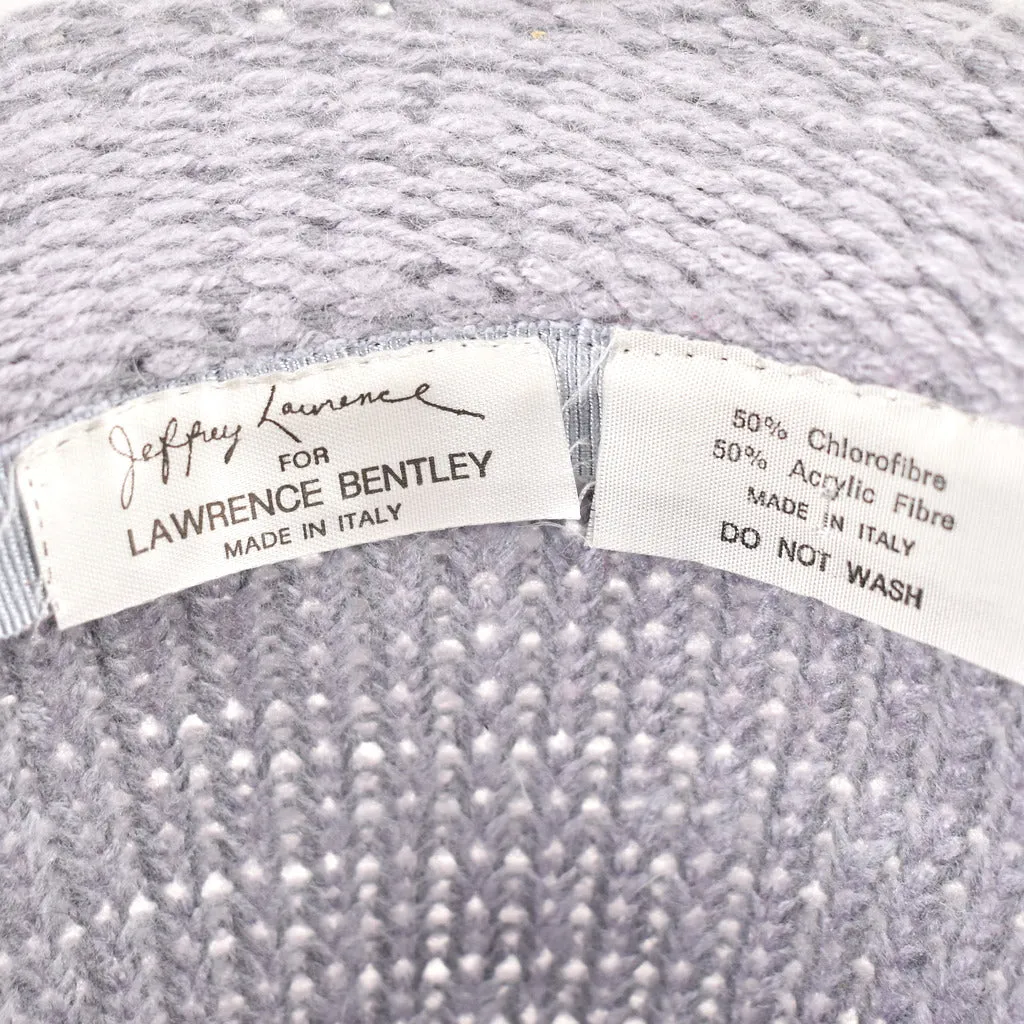 Jeffrey Lawrence
FOR
LAWRENCE BENTLEY
MADE IN ITALY
50% Chlorofibre
50% Acrylic Fibre
MADE IN ITALY
DO NOT WASH